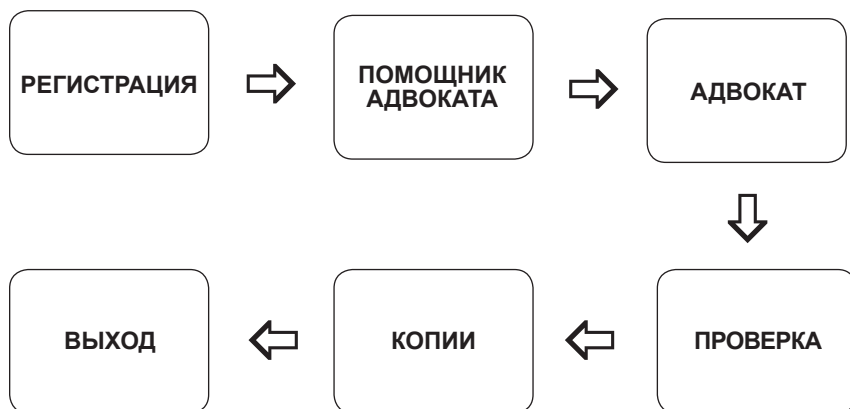 РЕГИСТРАЦИЯ
ПОМОЩНИК
АДВОКАТА
АДВОКАТ
ПРОВЕРКА
КОПИИ
ВЫХОД